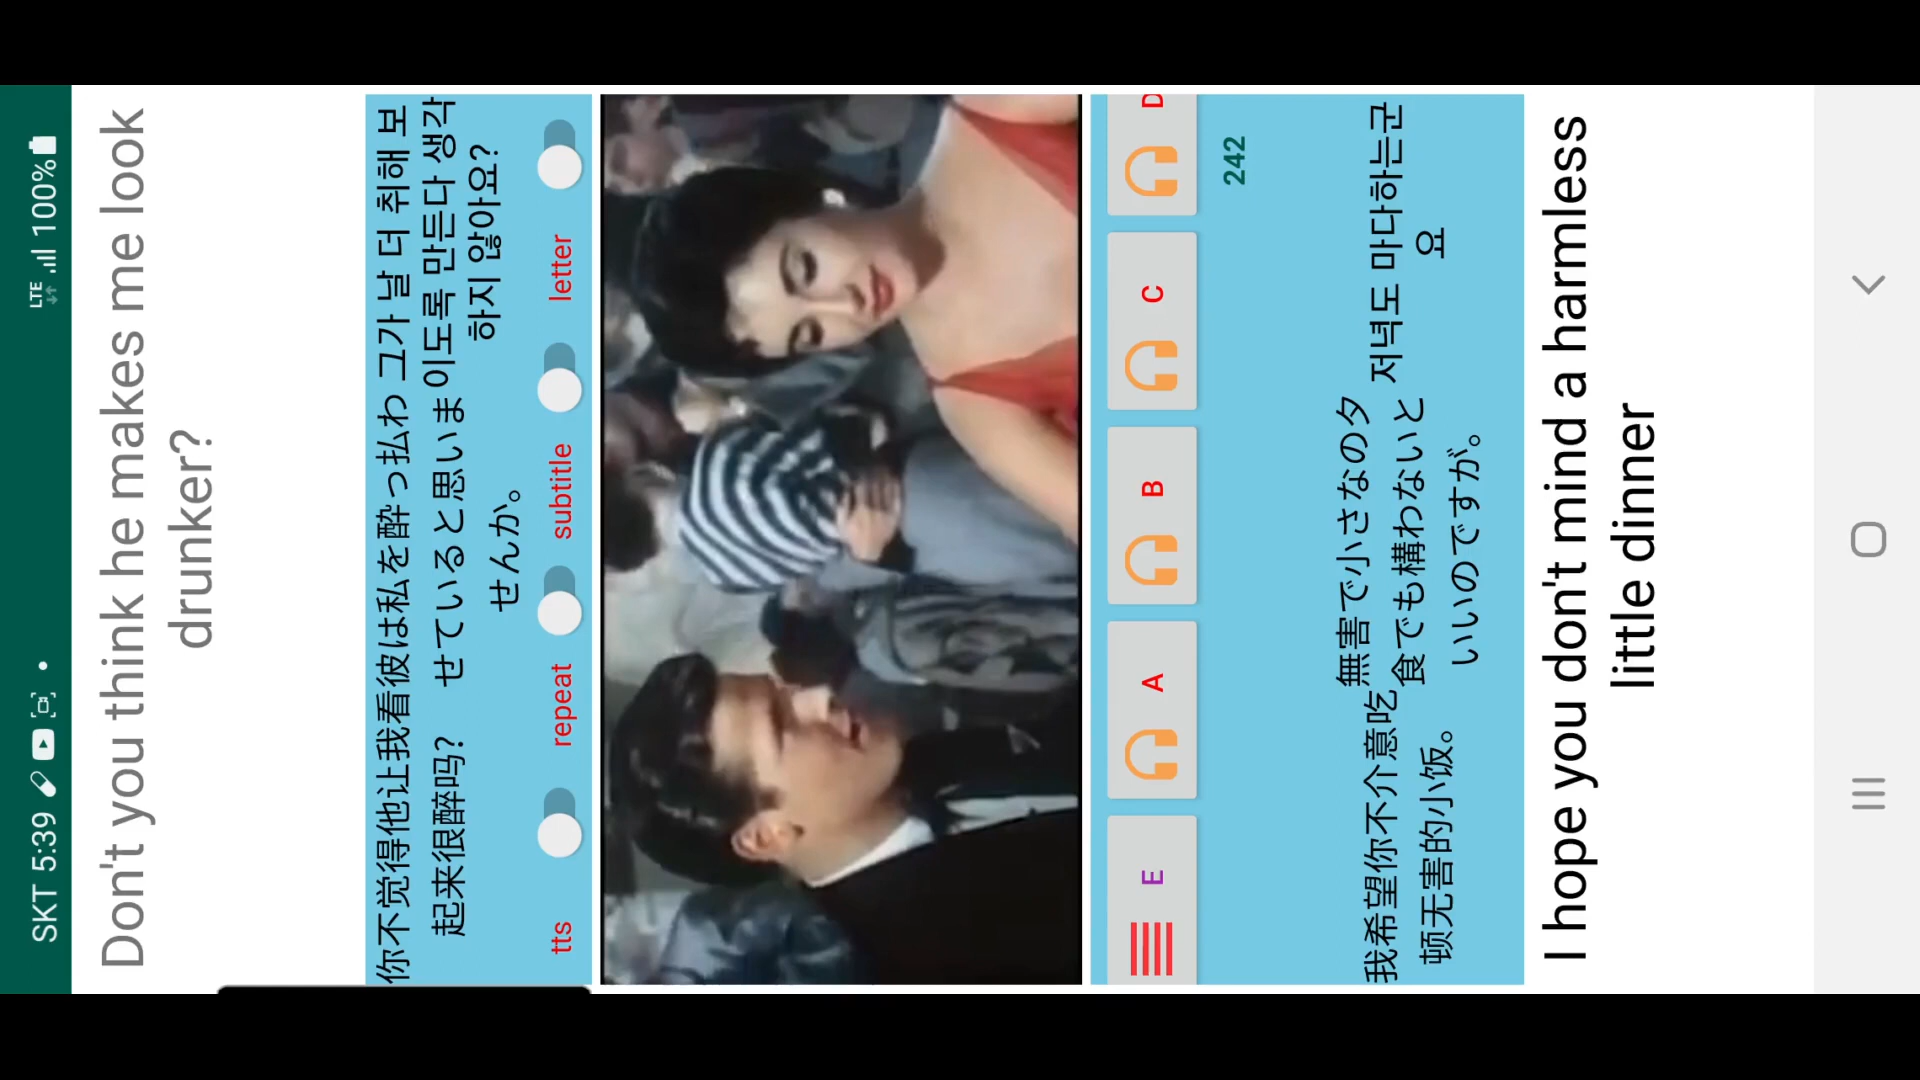 SKT 5:39
LTE
100%
Don't you think he makes me look
drunker?
你不觉得他让我看
起来很醉吗?
彼は私を酔っ払わ
せていると思いま
せんか。
그가 날 더 취해 보
이도록 만든다 생각
하지 않아요?
tts
repeat
subtitle
letter
E
A
B
C
D
242
我希望你不介意吃
顿无害的小饭。
無害で小さなの夕
食でも構わないと
いいのですが。
저녁도 마다하는군
요
I hope you don't mind a harmless
little dinner